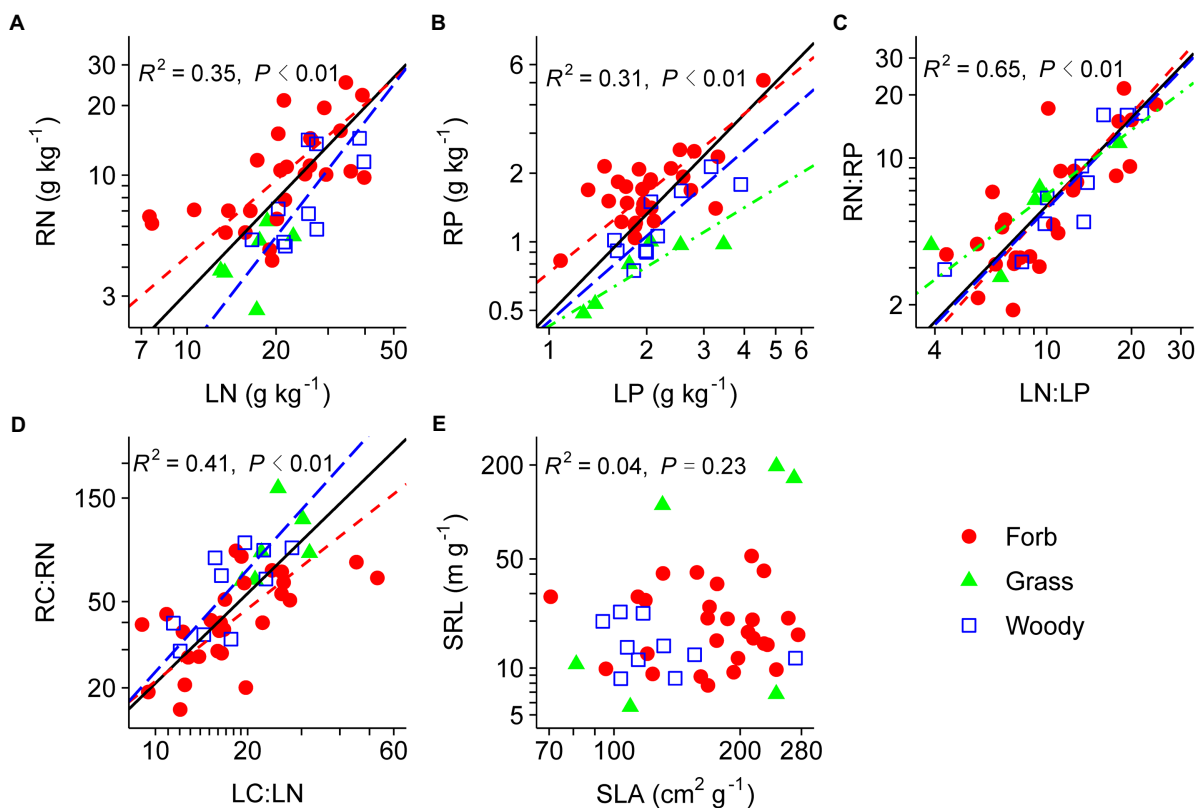 A
R² = 0.35, P < 0.01
RN (g kg⁻¹)
30
20
10
3
7 10 20 50
LN (g kg⁻¹)
B
R² = 0.31, P < 0.01
RP (g kg⁻¹)
6
2
1
0.5
1 2 3 4 5 6
LP (g kg⁻¹)
C
R² = 0.65, P < 0.01
RN:RP
30
20
10
2
4 10 20 30
LN:LP
D
R² = 0.41, P < 0.01
RC:RN
150
50
20
10 20 60
LC:LN
E
R² = 0.04, P = 0.23
SRL (m g⁻¹)
200
50
10
5
70 100 200 280
SLA (cm² g⁻¹)
Forb
Grass
Woody